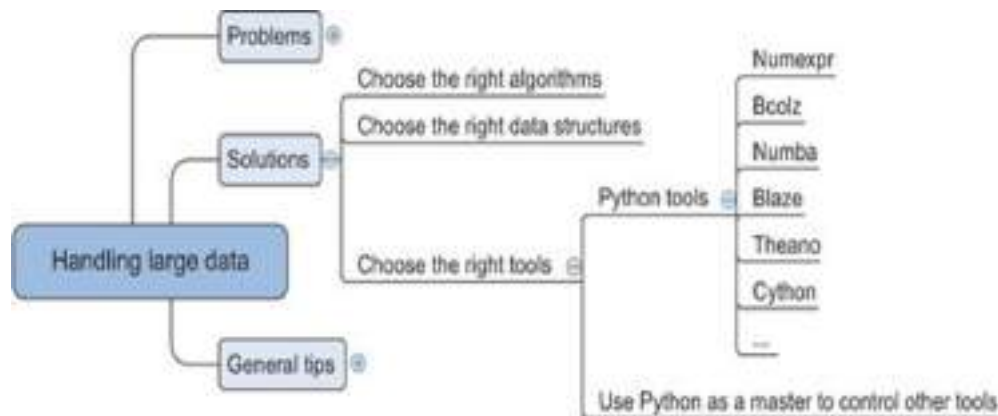 Problems
Choose the right algorithms
Choose the right data structures
Solutions
Handling large data
Choose the right tools
Python tools
Numexpr
Bcolz
Numba
Blaze
Theano
Cython
...
Use Python as a master to control other tools
General tips